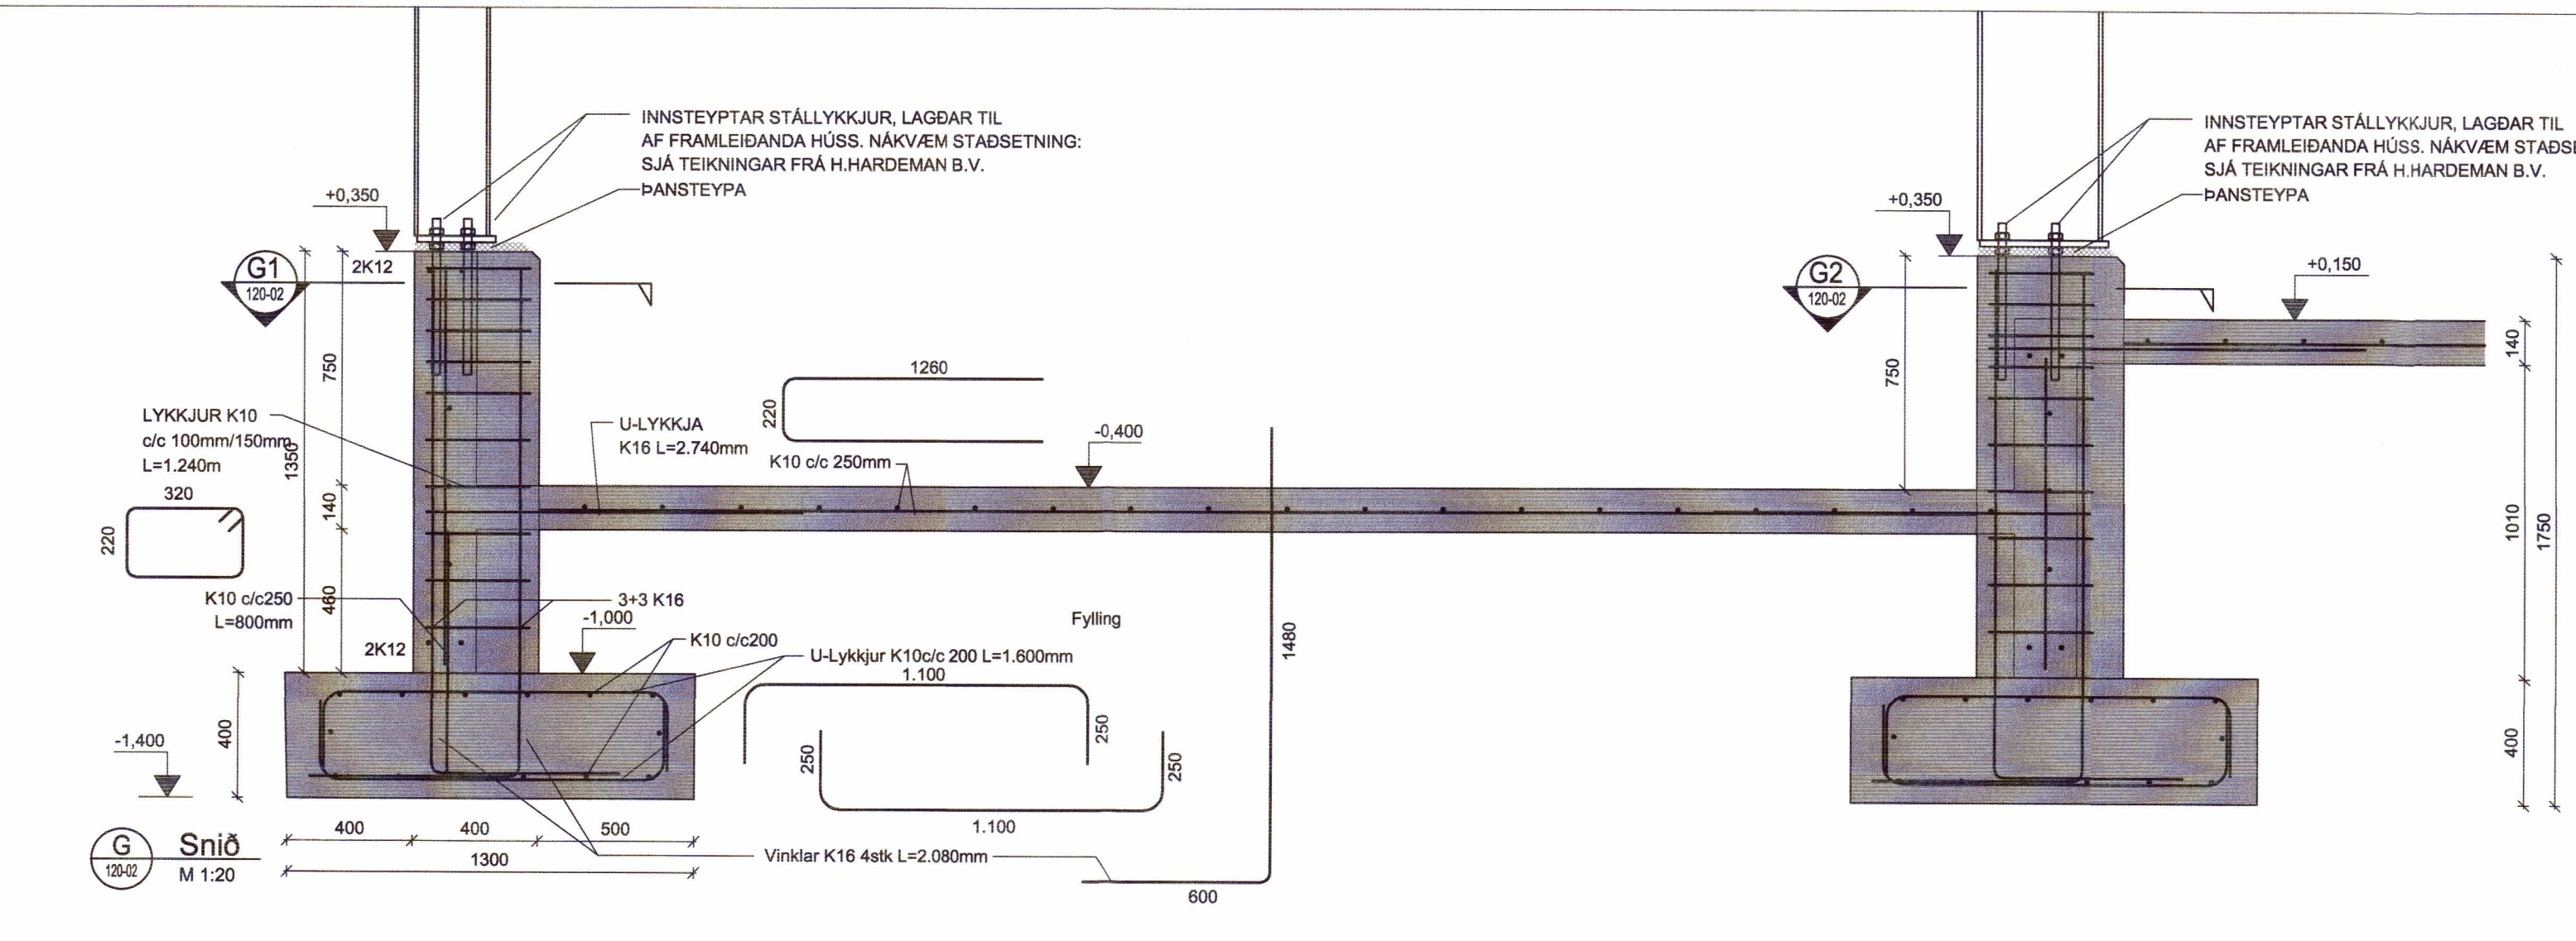 INNSTEYPTAR STÁLLYKKJUR, LAGÐAR TIL
AF FRAMLEIÐANDA HÚSS. NÁKVÆM STAÐSETNING:
SJÁ TEIKNINGAR FRÁ H.HARDEMAN B.V.
ÞANSTEYPA
+0,350
G1
120-02
2K12
750
1350
140
460
LYKKJUR K10
c/c 100mm/150mm
L=1.240m
320
220
K10 c/c250
L=800mm
2K12
3+3 K16
-1,000
U-LYKKJA
K16 L=2.740mm
1260
220
K10 c/c 250mm
-0,400
Fylling
K10 c/c200
U-Lykkjur K10c/c 200 L=1.600mm
1.100
250
250
250
1.100
1480
600
Vinklar K16 4stk L=2.080mm
-1,400
400
400
400
500
1300
G
120-02
Snið
M 1:20
INNSTEYPTAR STÁLLYKKJUR, LAGÐAR TIL
AF FRAMLEIÐANDA HÚSS. NÁKVÆM STAÐSE
SJÁ TEIKNINGAR FRÁ H.HARDEMAN B.V.
ÞANSTEYPA
+0,350
G2
120-02
750
+0,150
140
1010
1750
400